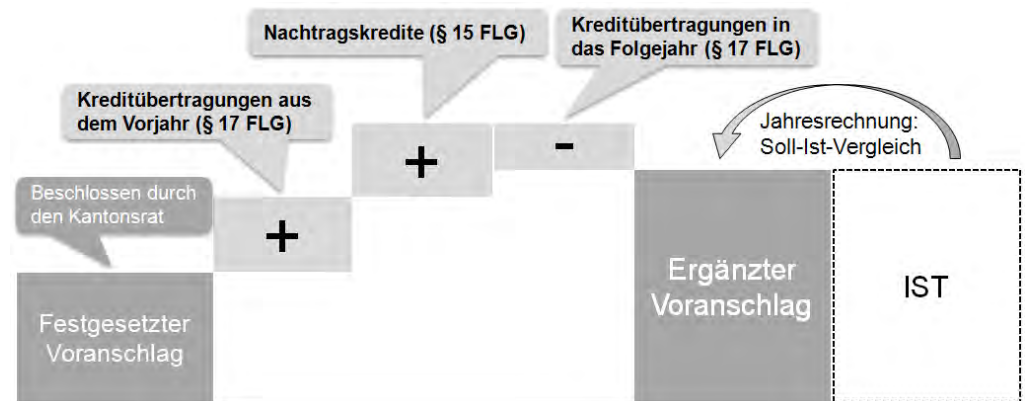 Nachtragskredite (§ 15 FLG)
Kreditübertragungen in
das Folgejahr (§ 17 FLG)
Kreditübertragungen aus
dem Vorjahr (§ 17 FLG)
Jahresrechnung:
Soll-Ist-Vergleich
+
-
Beschlossen durch
den Kantonsrat
+
Festgesetzter
Voranschlag
Ergänzter
Voranschlag
IST